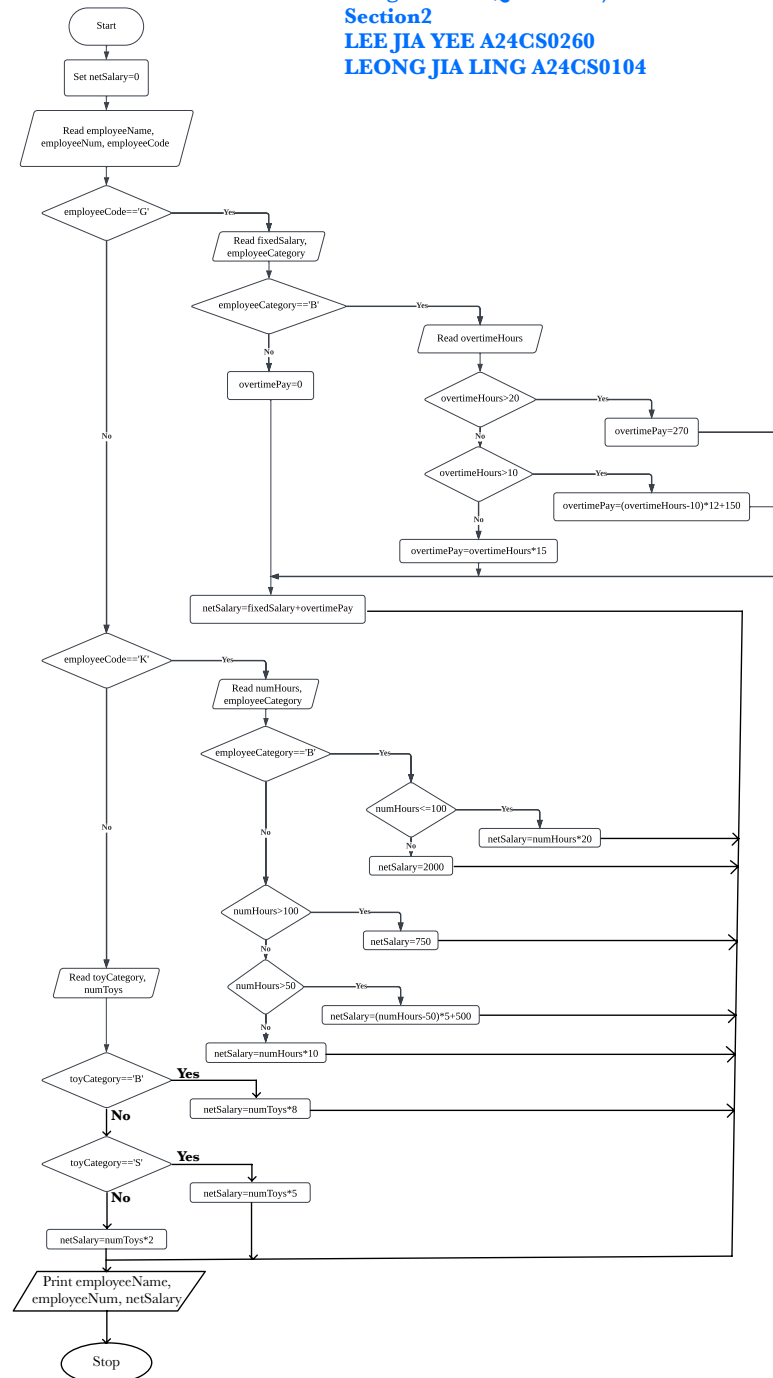 Section2
LEE JIA YEE A24CS0260
LEONG JIA LING A24CS0104
Start
Set netSalary=0
Read employeeName,
employeeNum, employeeCode
employeeCode=='G'
Yes
Read fixedSalary,
employeeCategory
employeeCategory=='B'
Yes
Read overtimeHours
No
overtimePay=0
overtimeHours>20
Yes
overtimePay=270
No
No
overtimeHours>10
Yes
overtimePay=(overtimeHours-10)*12+150
No
overtimePay=overtimeHours*15
netSalary=fixedSalary+overtimePay
employeeCode=='K'
Yes
Read numHours,
employeeCategory
employeeCategory=='B'
Yes
numHours<=100
Yes
netSalary=numHours*20
No
netSalary=2000
No
No
numHours>100
Yes
netSalary=750
No
numHours>50
Yes
netSalary=(numHours-50)*5+500
No
netSalary=numHours*10
Read toyCategory,
numToys
toyCategory=='B'
Yes
netSalary=numToys*8
No
toyCategory=='S'
Yes
netSalary=numToys*5
No
netSalary=numToys*2
Print employeeName,
employeeNum, netSalary
Stop